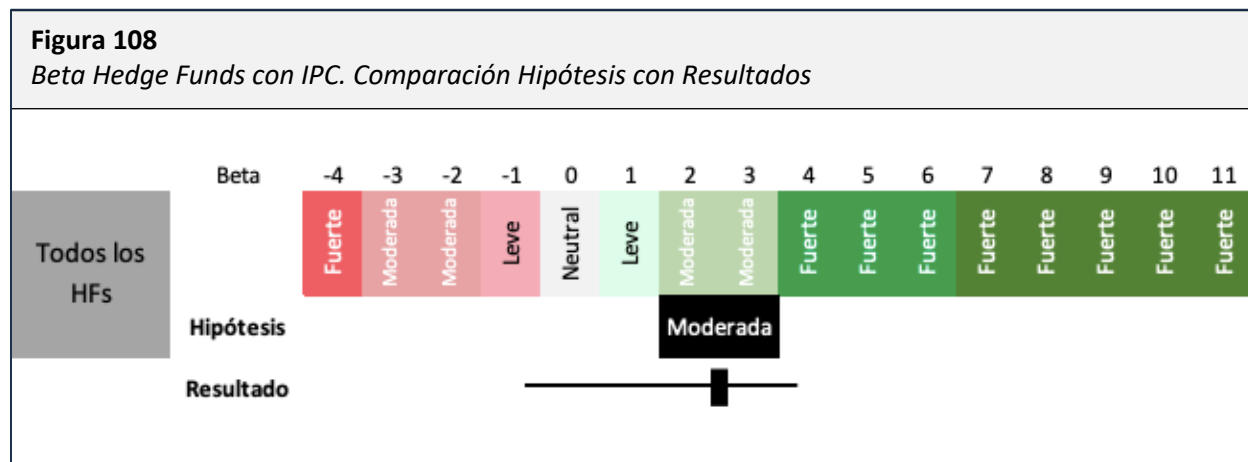 Figura 108
Beta Hedge Funds con IPC. Comparación Hipótesis con Resultados
Beta -4 -3 -2 -1 0 1 2 3 4 5 6 7 8 9 10 11
Todos los
HFs
Fuerte Moderada Moderada Leve Neutral Leve Moderada Moderada Fuerte Fuerte Fuerte Fuerte Fuerte Fuerte Fuerte Fuerte
Hipótesis Moderada
Resultado